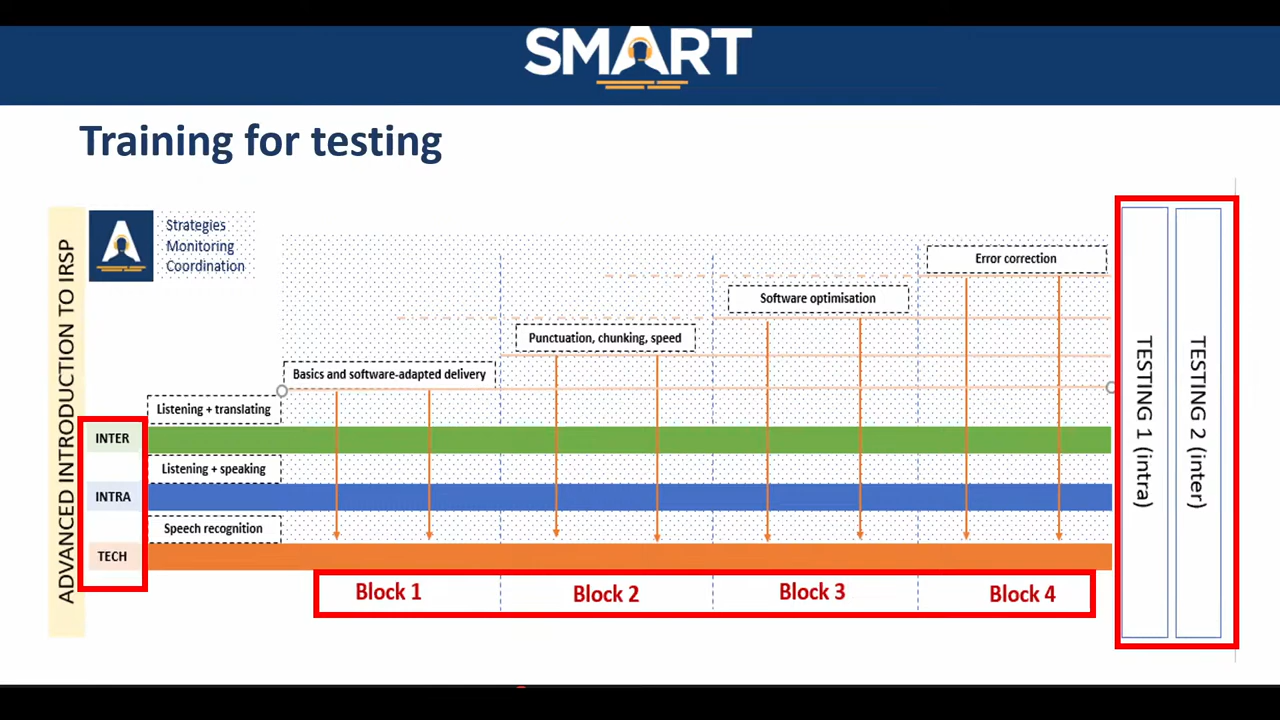 SMART
Training for testing
ADVANCED INTRODUCTION TO IRSP
Strategies
Monitoring
Coordination
Error correction
Software optimisation
Punctuation, chunking, speed
Basics and software-adapted delivery
Listening + translating
INTER
Listening + speaking
INTRA
Speech recognition
TECH
Block 1
Block 2
Block 3
Block 4
TESTING 1 (intra)
TESTING 2 (inter)